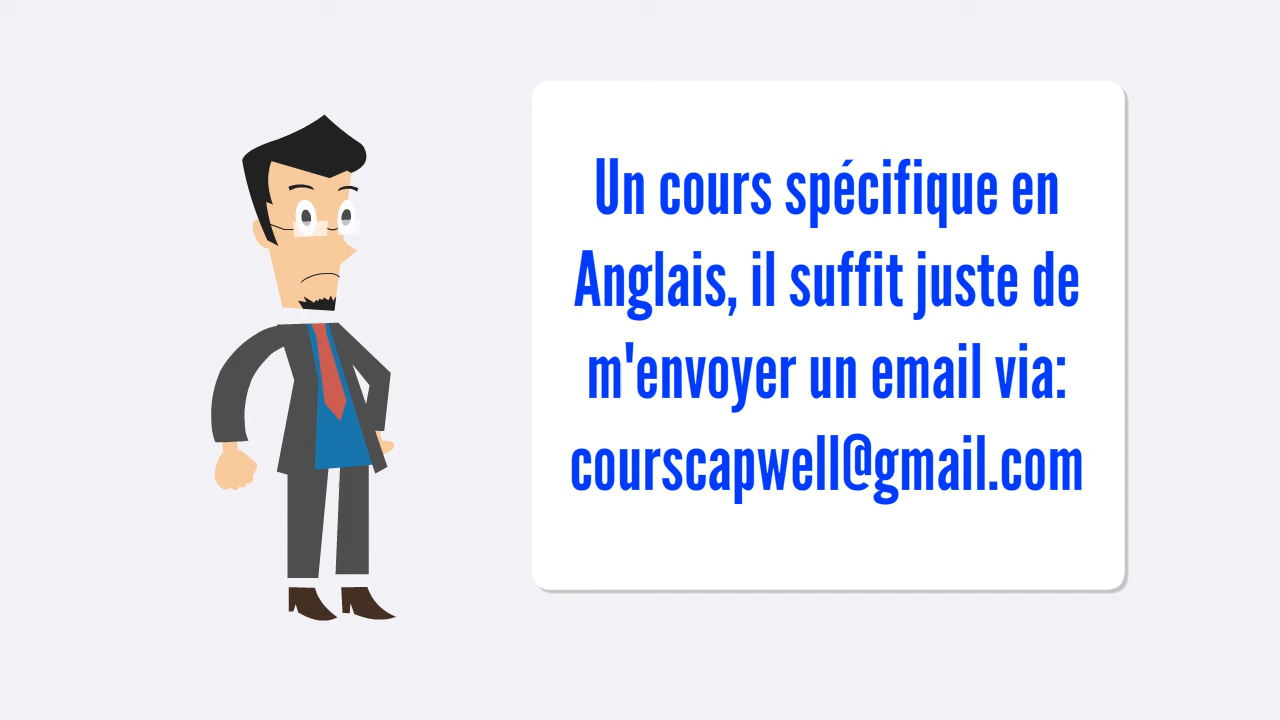 Un cours spécifique en
Anglais, il suffit juste de
m'envoyer un email via:
courscapwell@gmail.com